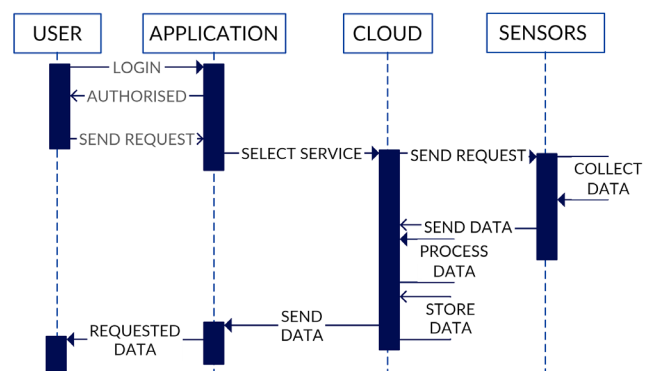 USER
APPLICATION
CLOUD
SENSORS
LOGIN
AUTHORISED
SEND REQUEST
SELECT SERVICE
SEND REQUEST
COLLECT
DATA
SEND DATA
PROCESS
DATA
STORE
DATA
SEND
DATA
REQUESTED
DATA